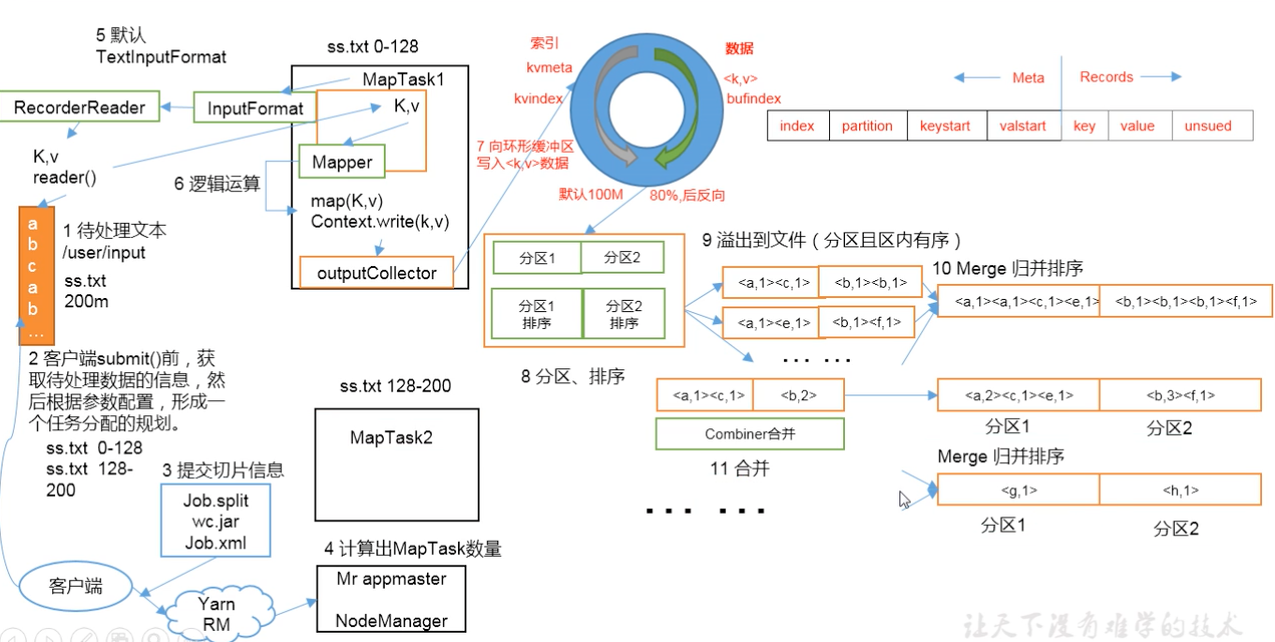 5 默认
TextInputFormat
ss.txt 0-128
MapTask1
RecorderReader
InputFormat
K,v
K,v
reader()
Mapper
6 逻辑运算
map(K,v)
Context.write(k,v)
outputCollector
a
b
c
a
b
...
1 待处理文本
/user/input
ss.txt
200m
2 客户端submit()前，获
取待处理数据的信息，然
后根据参数配置，形成一
个任务分配的规划。
ss.txt 0-128
ss.txt 128-
200
3 提交切片信息
Job.split
wc.jar
Job.xml
客户端
Yarn
RM
4 计算出MapTask数量
Mr appmaster
NodeManager
ss.txt 128-200
MapTask2
索引
kvmeta
kvindex
数据
<k,v>
bufindex
7 向环形缓冲区
写入<k,v>数据
默认100M
80%,后反向
Meta
Records
index
partition
keystart
valstart
key
value
unsued
分区1
分区2
分区1
排序
分区2
排序
8 分区、排序
9 溢出到文件（分区且区内有序）
<a,1><c,1>
<b,1><b,1>
<a,1><e,1>
<b,1><f,1>
... ...
10 Merge 归并排序
<a,1><a,1><c,1><e,1>
<b,1><b,1><b,1><f,1>
<a,1><c,1>
<b,2>
Combiner合并
11 合并
<a,2><c,1><e,1>
<b,3><f,1>
分区1
分区2
Merge 归并排序
<g,1>
<h,1>
分区1
分区2
... ...
让天下没有难学的技术